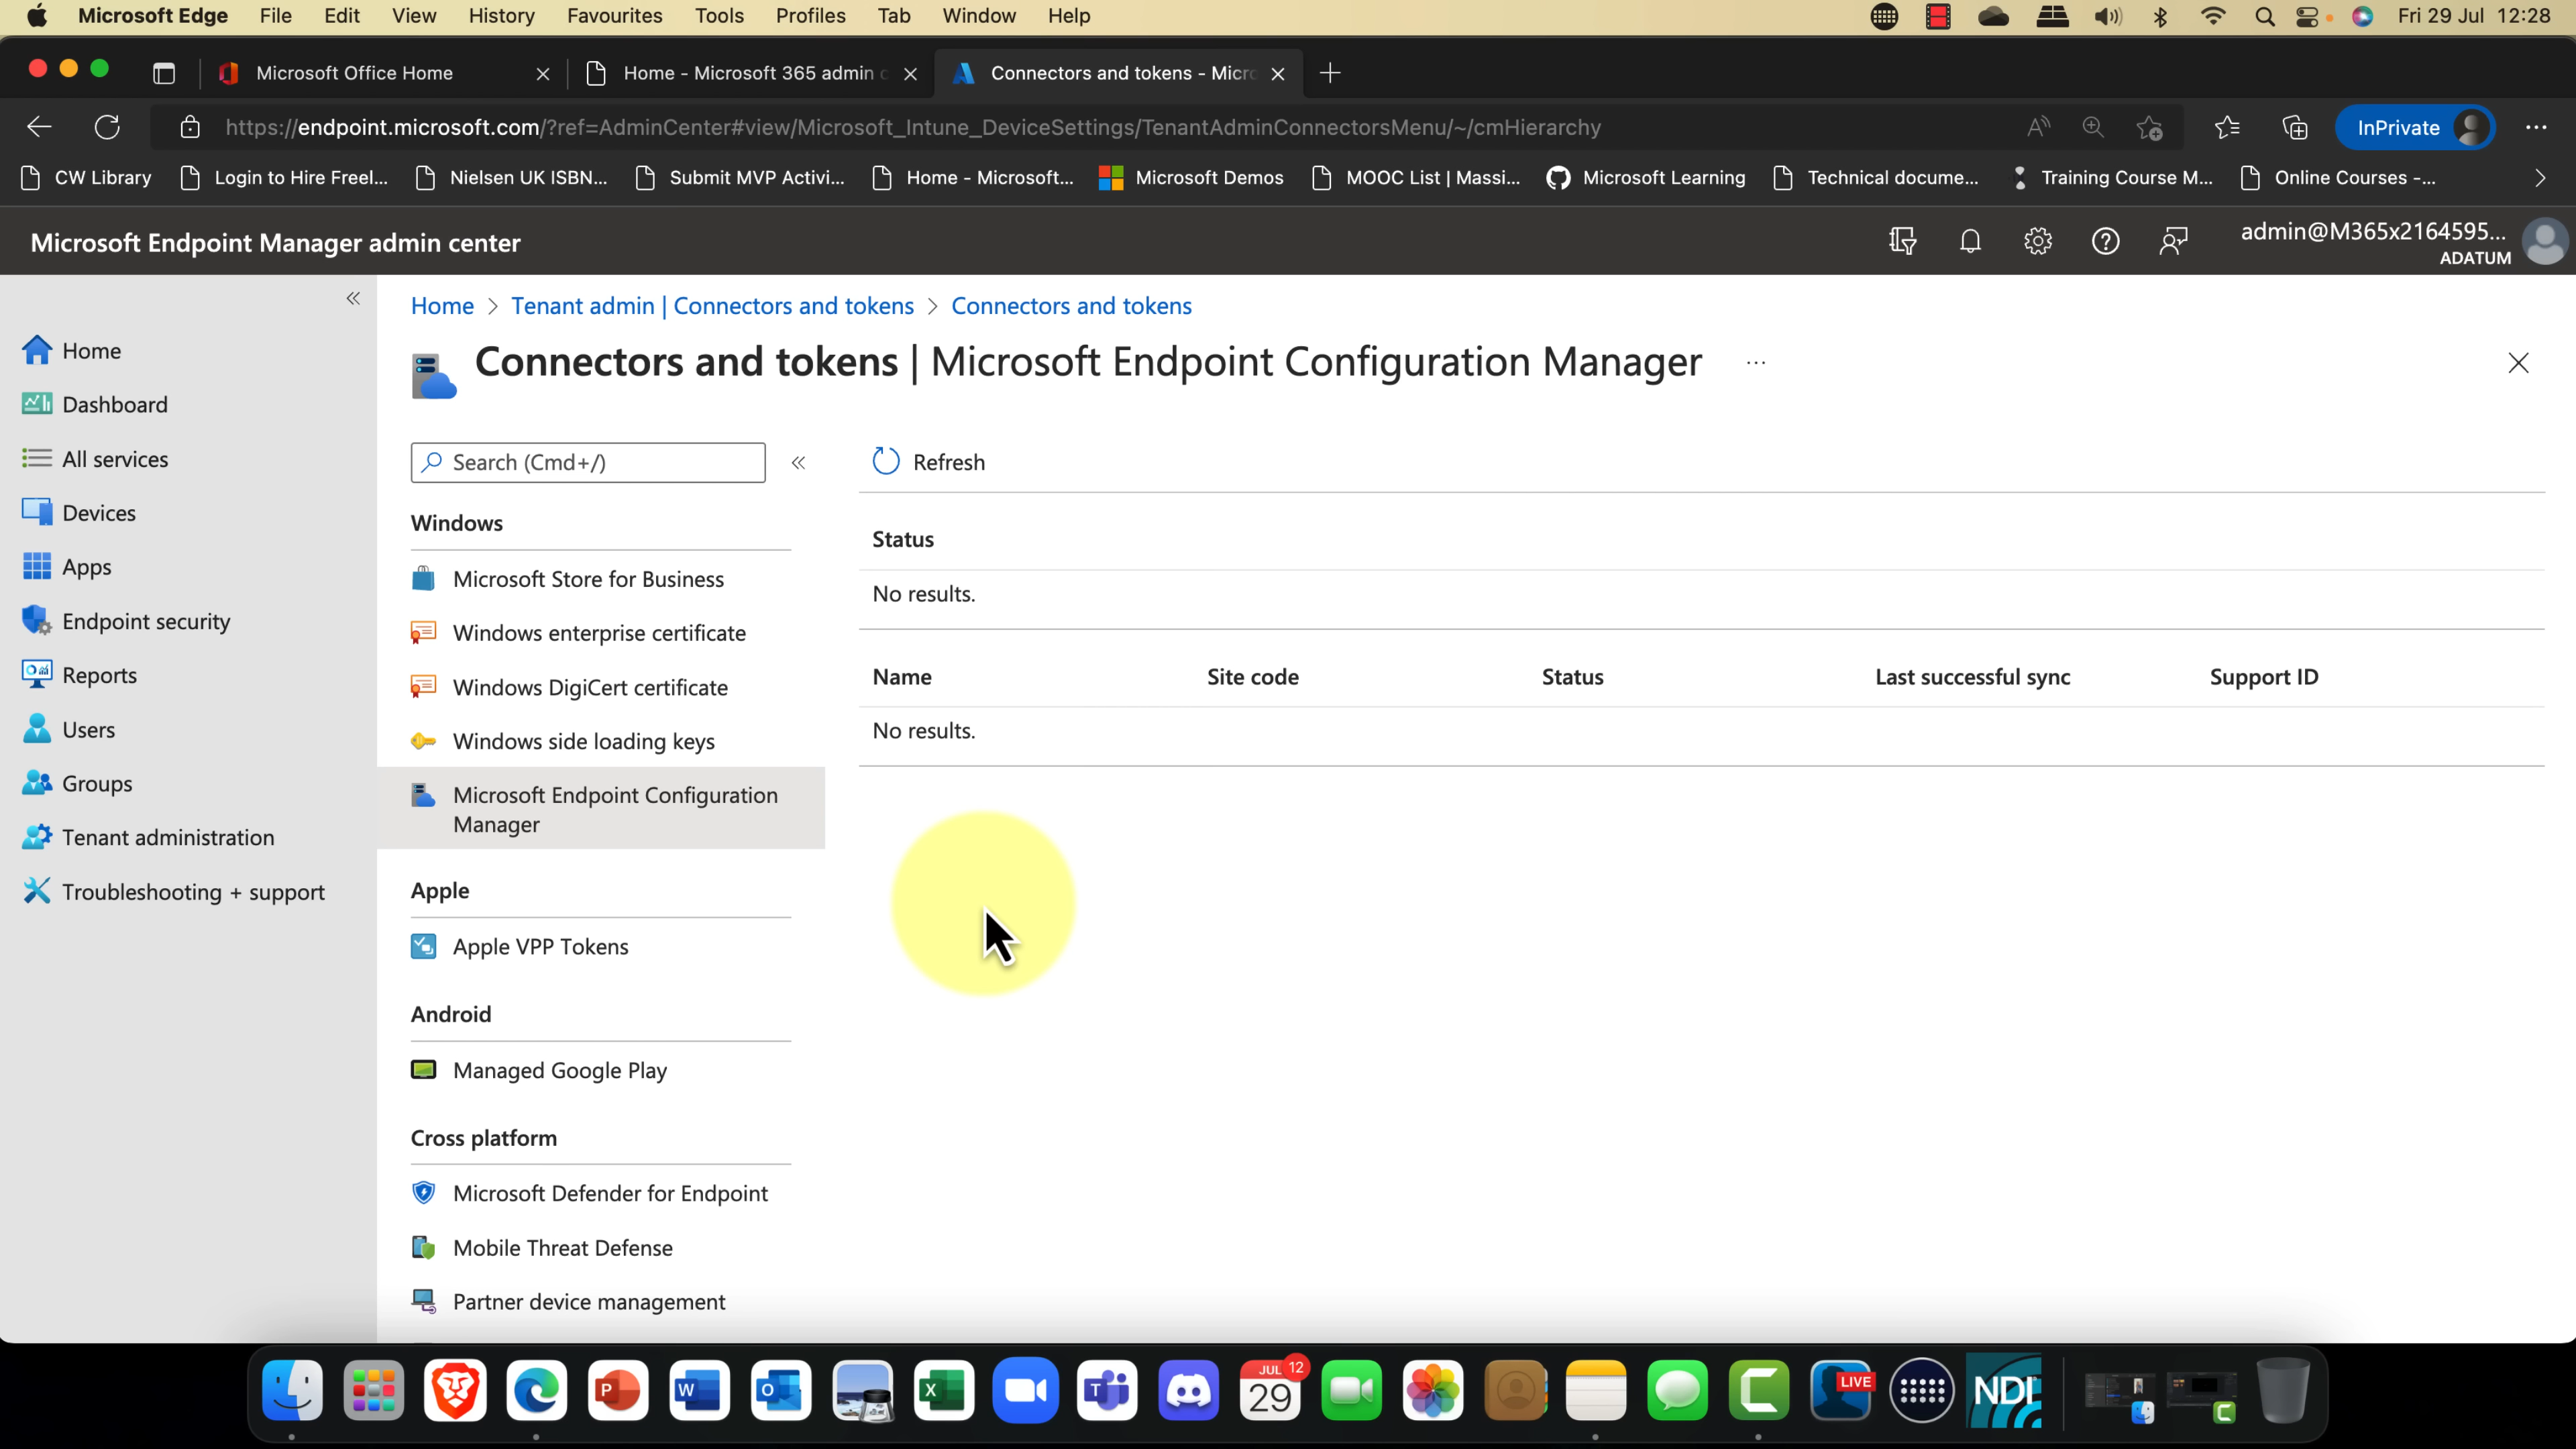 Microsoft Edge File Edit View History Favourites Tools Profiles Tab Window Help Fri 29 Jul 12:28
Microsoft Office Home Home - Microsoft 365 admin c Connectors and tokens - Micro
https://endpoint.microsoft.com/?ref=AdminCenter#view/Microsoft_Intune_DeviceSettings/TenantAdminConnectorsMenu/~/cmHierarchy InPrivate
CW Library Login to Hire Freel... Nielsen UK ISBN... Submit MVP Activi... Home - Microsoft... Microsoft Demos MOOC List | Massi... Microsoft Learning Technical docume... Training Course M... Online Courses -...
Microsoft Endpoint Manager admin center
admin@M365x2164595...
ADATUM
Home
Dashboard
All services
Devices
Apps
Endpoint security
Reports
Users
Groups
Tenant administration
Troubleshooting + support
Home > Tenant admin | Connectors and tokens > Connectors and tokens
Connectors and tokens | Microsoft Endpoint Configuration Manager ...
Search (Cmd+/)
Windows
Microsoft Store for Business
Windows enterprise certificate
Windows DigiCert certificate
Windows side loading keys
Microsoft Endpoint Configuration
Manager
Apple
Apple VPP Tokens
Android
Managed Google Play
Cross platform
Microsoft Defender for Endpoint
Mobile Threat Defense
Partner device management
Refresh
Status
No results.
Name Site code Status Last successful sync Support ID
No results.
JUL 12
29
LIVE
NDI